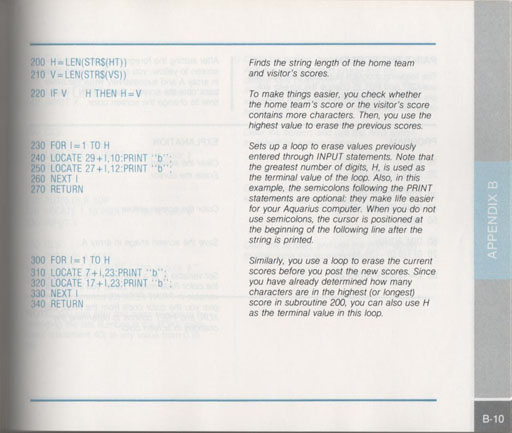 200 H=LEN(STR$(HT))
210 V=LEN(STR$(VS))
Finds the string length of the home team
and visitor's scores.
220 IF V    H THEN H=V
To make things easier, you check whether
the home team's score or the visitor's score
contains more characters. Then, you use the
highest value to erase the previous scores.
230 FOR I=1 TO H
240 LOCATE 29+I,10:PRINT "b";
250 LOCATE 27+I,12:PRINT "b";
260 NEXT I
270 RETURN
Sets up a loop to erase values previously
entered through INPUT statements. Note that
the greatest number of digits, H, is used as
the terminal value of the loop. Also, in this
example, the semicolons following the PRINT
statements are optional: they make life easier
for your Aquarius computer. When you do not
use semicolons, the cursor is positioned at
the beginning of the following line after the
string is printed.
300 FOR I=1 TO H
310 LOCATE 7+I,23:PRINT "b";
320 LOCATE 17+I,23:PRINT "b";
330 NEXT I
340 RETURN
Similarly, you use a loop to erase the current
scores before you post the new scores. Since
you have already determined how many
characters are in the highest (or longest)
score in subroutine 200, you can also use H
as the terminal value in this loop.
APPENDIX B
B-10